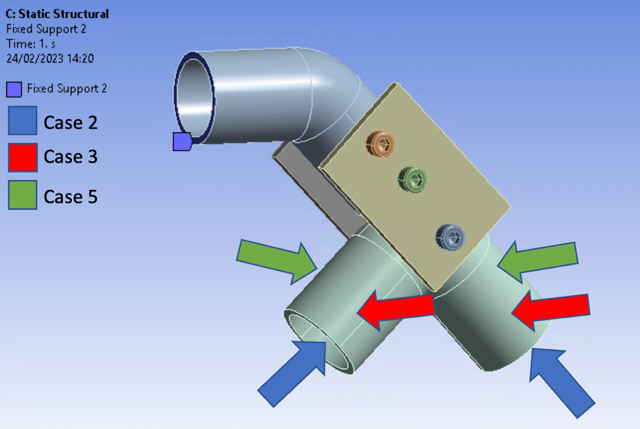 C: Static Structural
Fixed Support 2
Time: 1. s
24/02/2023 14:20
Fixed Support 2
Case 2
Case 3
Case 5